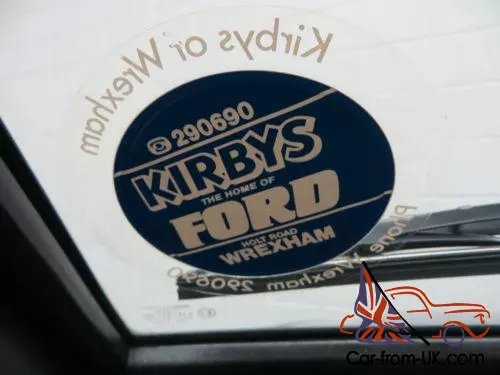 Kirbys of Wrexham
290690
KIRBYS
THE HOME OF
FORD
HOLT ROAD
WREXHAM
Phone Wrexham 290690
Car-from-UK.com